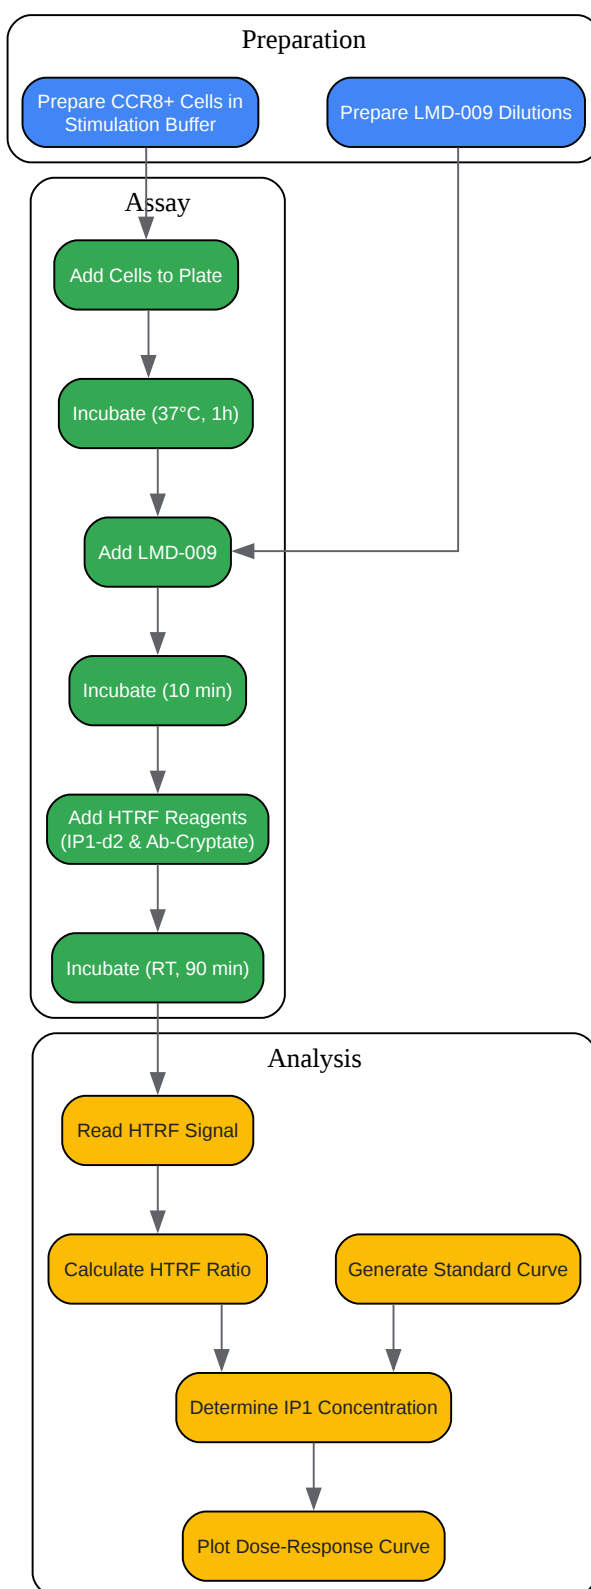 Preparation
Prepare CCR8+ Cells in
Stimulation Buffer
Prepare LMD-009 Dilutions
Assay
Add Cells to Plate
Incubate (37°C, 1h)
Add LMD-009
Incubate (10 min)
Add HTRF Reagents
(IP1-d2 & Ab-Cryptate)
Incubate (RT, 90 min)
Analysis
Read HTRF Signal
Calculate HTRF Ratio
Generate Standard Curve
Determine IP1 Concentration
Plot Dose-Response Curve